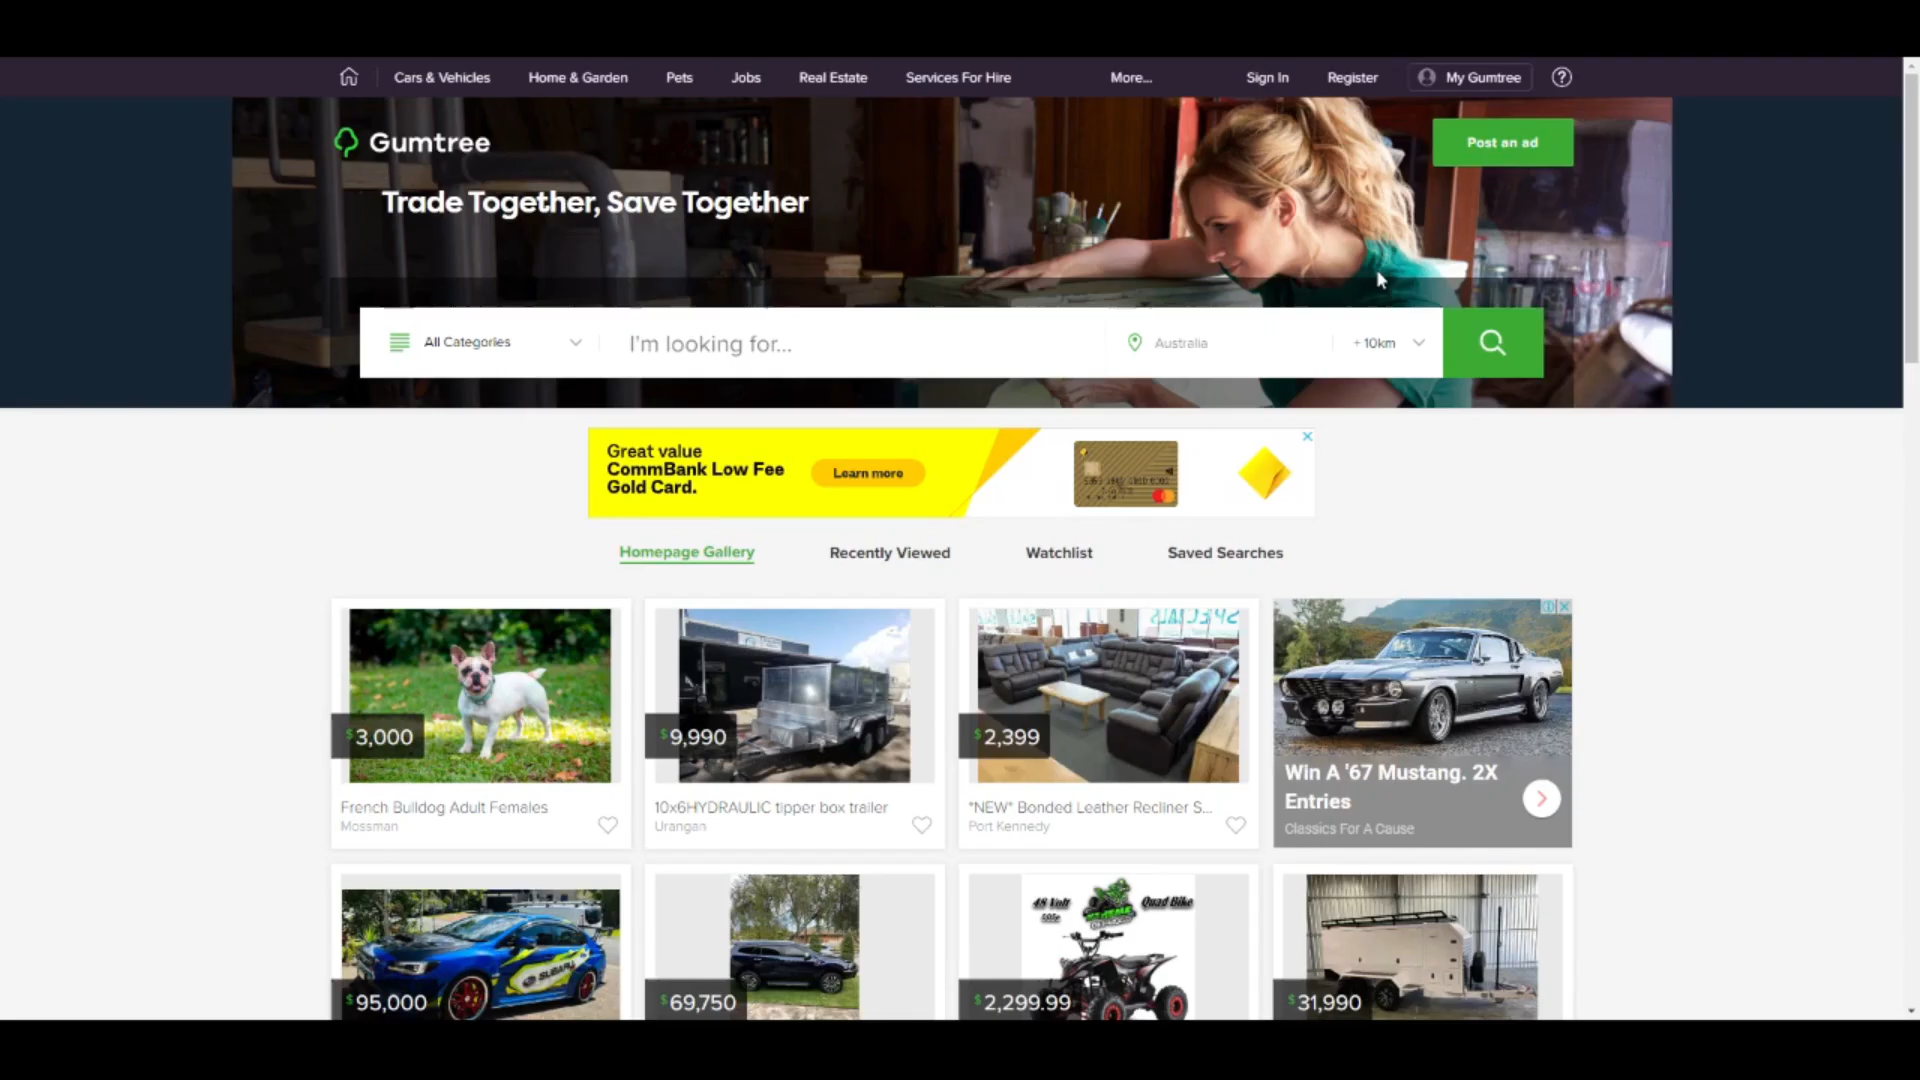 Cars & Vehicles Home & Garden Pets Jobs Real Estate Services For Hire More... Sign In Register My Gumtree ?
Gumtree
Post an ad
Trade Together, Save Together
All Categories I'm looking for... Australia + 10km
Great value
CommBank Low Fee
Gold Card.
Learn more
Homepage Gallery Recently Viewed Watchlist Saved Searches
$3,000
French Bulldog Adult Females
Mossman
$9,990
10x6HYDRAULIC tipper box trailer
Urangan
SPECIALS
$2,399
*NEW* Bonded Leather Recliner S...
Port Kennedy
Win A '67 Mustang. 2X
Entries
Classics For A Cause
SUBARU
$95,000
$69,750
48 Volt Quad Bike
$2,299.99
$31,990